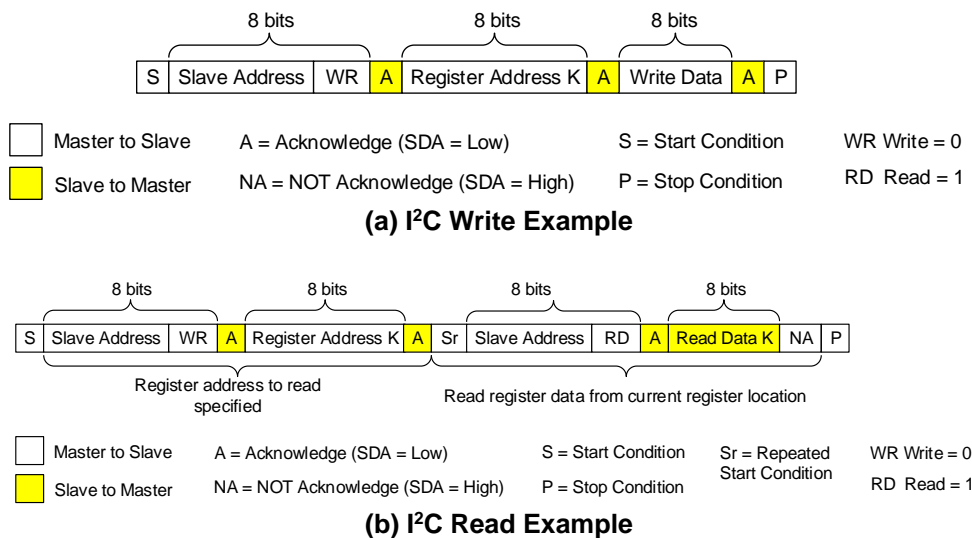 8 bits 8 bits 8 bits
S Slave Address WR A Register Address K A Write Data A P
Master to Slave A = Acknowledge (SDA = Low) S = Start Condition WR Write = 0
Slave to Master NA = NOT Acknowledge (SDA = High) P = Stop Condition RD Read = 1
(a) I²C Write Example
8 bits 8 bits 8 bits 8 bits
S Slave Address WR A Register Address K A Sr Slave Address RD A Read Data K NA P
Register address to read
specified
Read register data from current register location
Master to Slave A = Acknowledge (SDA = Low) S = Start Condition Sr = Repeated
Start Condition WR Write = 0
Slave to Master NA = NOT Acknowledge (SDA = High) P = Stop Condition RD Read = 1
(b) I²C Read Example